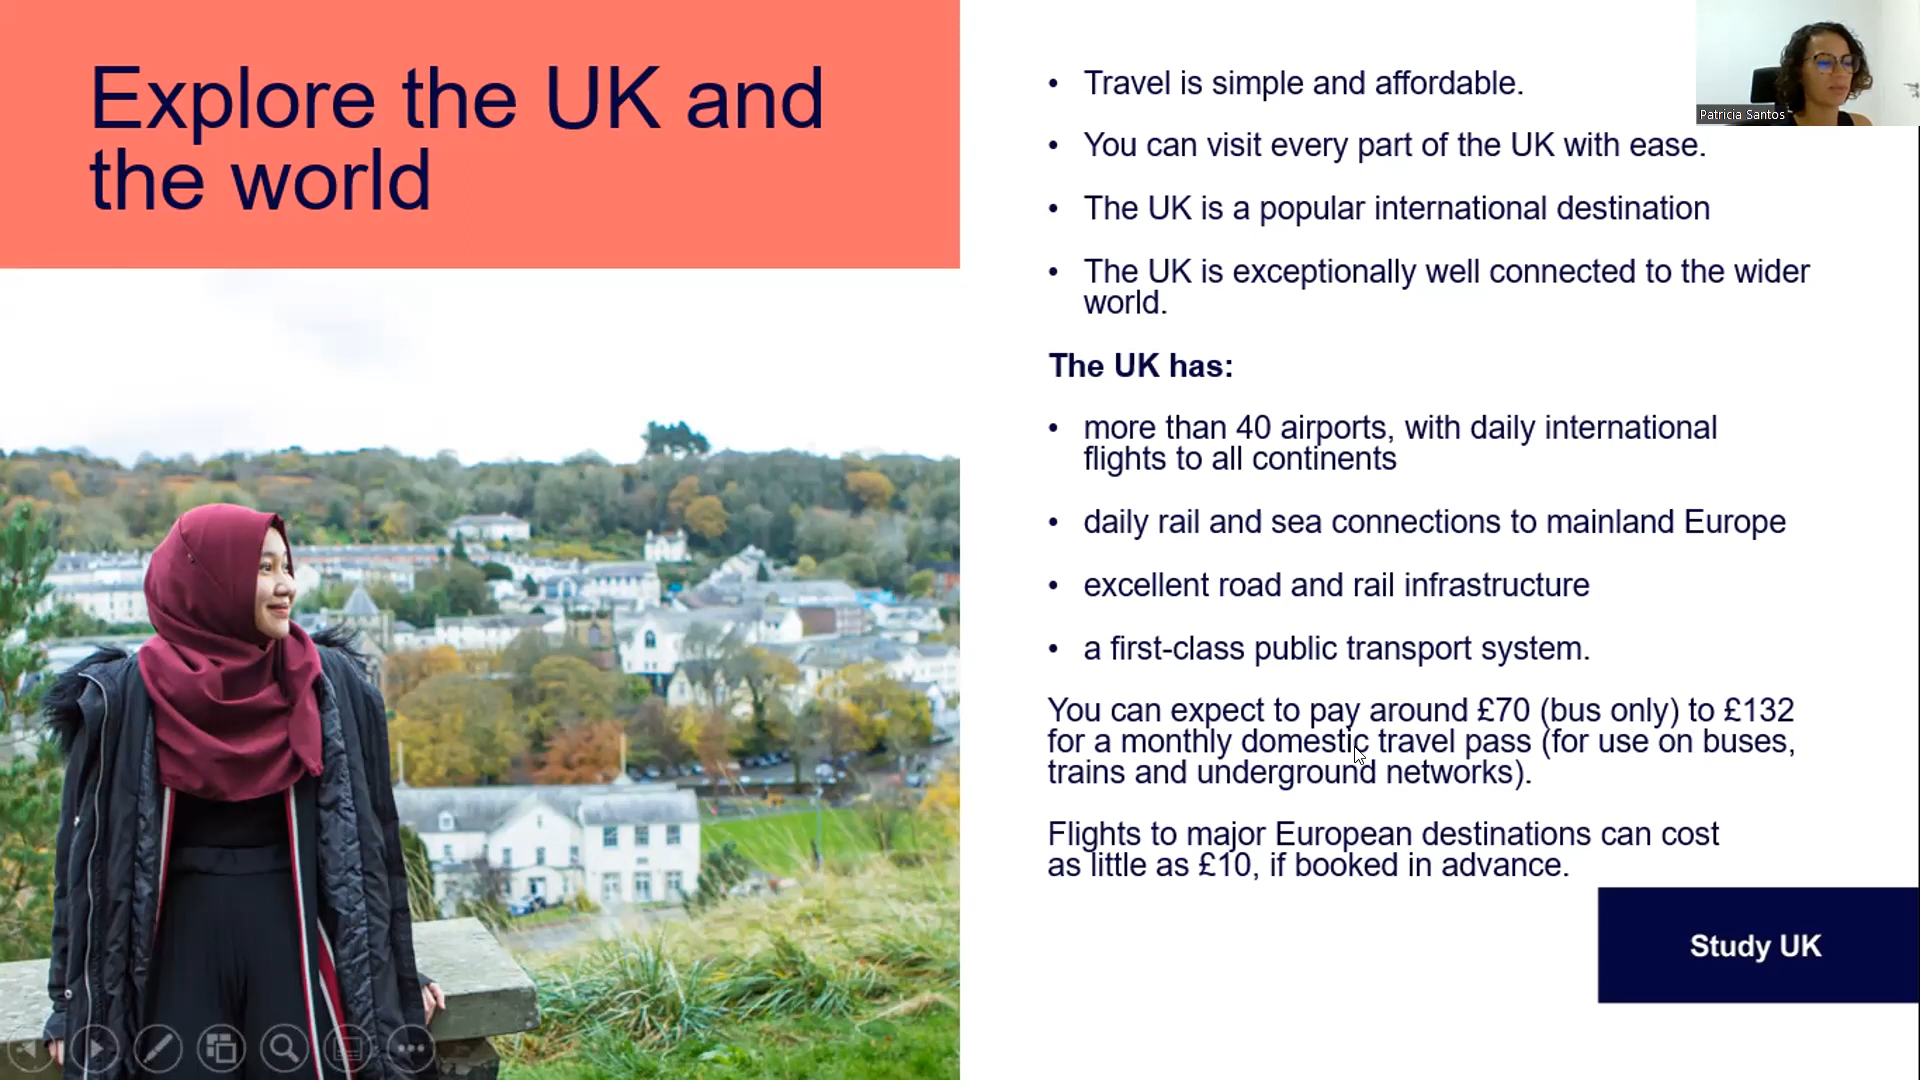 Explore the UK and
the world
• Travel is simple and affordable.
• You can visit every part of the UK with ease.
• The UK is a popular international destination
• The UK is exceptionally well connected to the wider
world.
The UK has:
• more than 40 airports, with daily international
flights to all continents
• daily rail and sea connections to mainland Europe
• excellent road and rail infrastructure
• a first-class public transport system.
You can expect to pay around £70 (bus only) to £132
for a monthly domestic travel pass (for use on buses,
trains and underground networks).
Flights to major European destinations can cost
as little as £10, if booked in advance.
Study UK
Patricia Santos